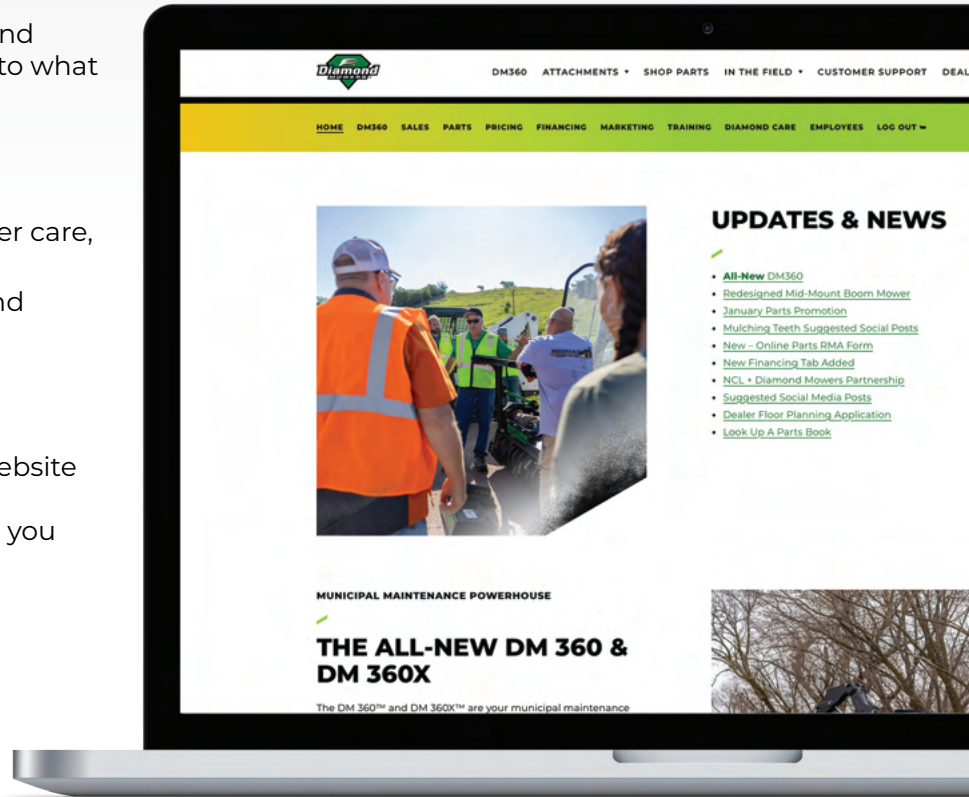 nd
to what
er care,
nd
ebsite
you
Diamond
MOWERS
DM360 ATTACHMENTS SHOP PARTS IN THE FIELD CUSTOMER SUPPORT DEAL
HOME DM360 SALES PARTS PRICING FINANCING MARKETING TRAINING DIAMOND CARE EMPLOYEES LOG OUT
UPDATES & NEWS
• All-New DM360
• Redesigned Mid-Mount Boom Mower
• January Parts Promotion
• Mulching Teeth Suggested Social Posts
• New – Online Parts RMA Form
• New Financing Tab Added
• NCL + Diamond Mowers Partnership
• Suggested Social Media Posts
• Dealer Floor Planning Application
• Look Up A Parts Book
MUNICIPAL MAINTENANCE POWERHOUSE
THE ALL-NEW DM 360 &
DM 360X
The DM 360™ and DM 360X™ are your municipal maintenance